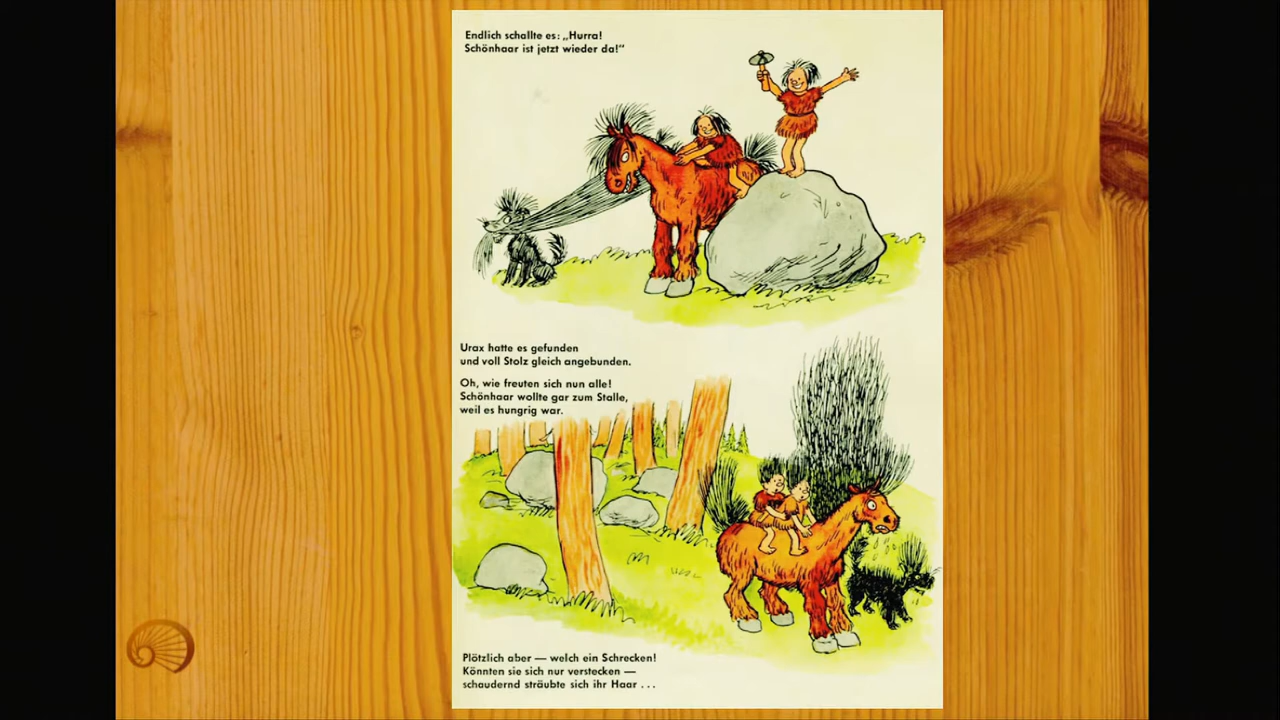 Endlich schallte es: „Hurra!
Schönhaar ist jetzt wieder da!“
Urax hatte es gefunden
und voll Stolz gleich angebunden.
Oh, wie freuten sich nun alle!
Schönhaar wollte gar zum Stalle,
weil es hungrig war.
Plötzlich aber — welch ein Schrecken!
Könnten sie sich nur verstecken —
schaudernd sträubte sich ihr Haar ...